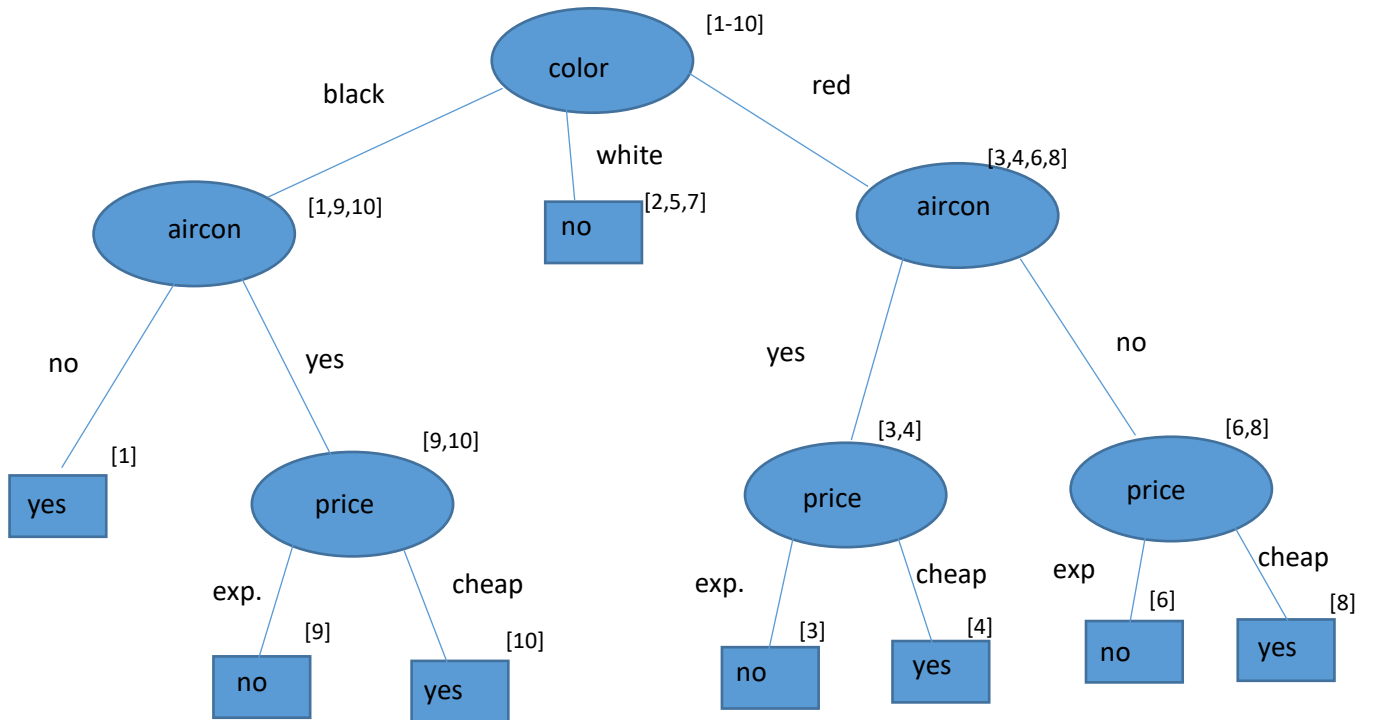 [1-10]
color
black
red
white
[3,4,6,8]
[1,9,10]
[2,5,7]
aircon
no
aircon
no
yes
yes
no
[1]
[9,10]
[3,4]
[6,8]
yes
price
price
price
exp.
cheap
exp.
cheap
exp
cheap
[9]
[10]
[3]
[4]
[6]
[8]
no
yes
no
yes
no
yes